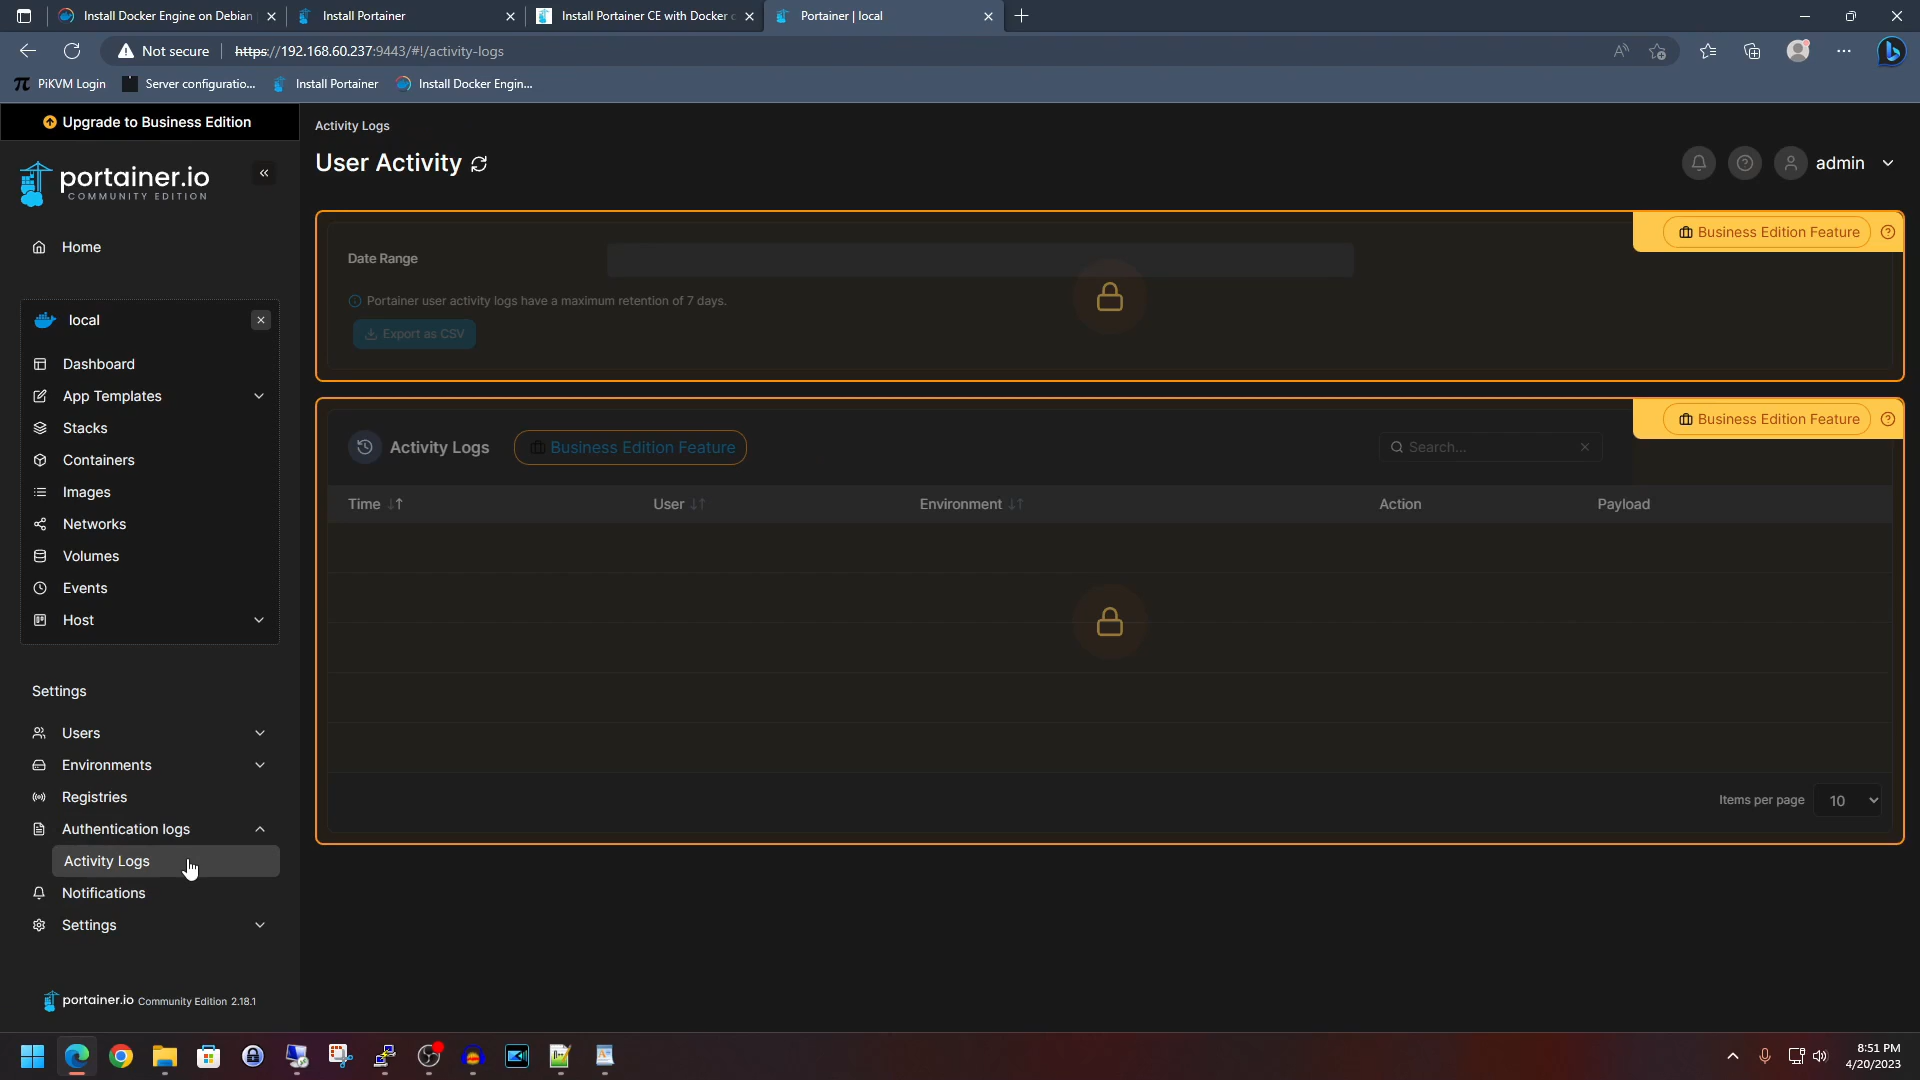 Install Docker Engine on Debian
Install Portainer
Install Portainer CE with Docker
Portainer | local
Not secure
https://192.168.60.237:9443/#!/activity-logs
PiKVM Login
Server configuratio...
Install Portainer
Install Docker Engin...
Upgrade to Business Edition
portainer.io
COMMUNITY EDITION
Home
local
Dashboard
App Templates
Stacks
Containers
Images
Networks
Volumes
Events
Host
Settings
Users
Environments
Registries
Authentication logs
Activity Logs
Notifications
Settings
portainer.io Community Edition 2.18.1
Activity Logs
User Activity
admin
Business Edition Feature
Date Range
Portainer user activity logs have a maximum retention of 7 days.
Export as CSV
Business Edition Feature
Activity Logs
Business Edition Feature
Search...
Time User Environment Action Payload
Items per page 10
8:51 PM
4/20/2023